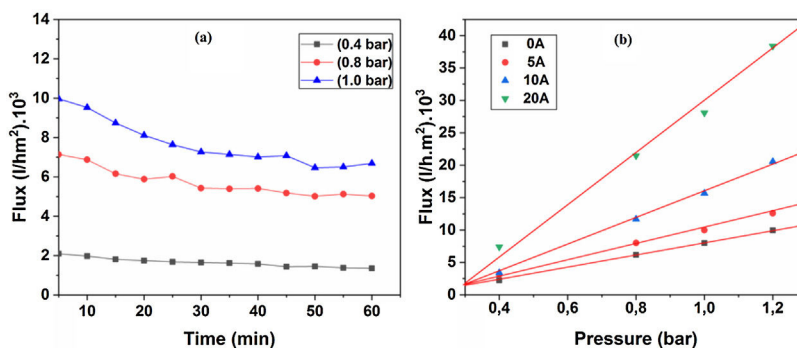 (a)
(0.4 bar)
(0.8 bar)
(1.0 bar)
Flux (l/hm²).10³
14
12
10
8
6
4
2
0
10
20
30
40
50
60
Time (min)
(b)
0A
5A
10A
20A
Flux (l/h.m²).10³
40
35
30
25
20
15
10
5
0
0,4
0,6
0,8
1,0
1,2
Pressure (bar)